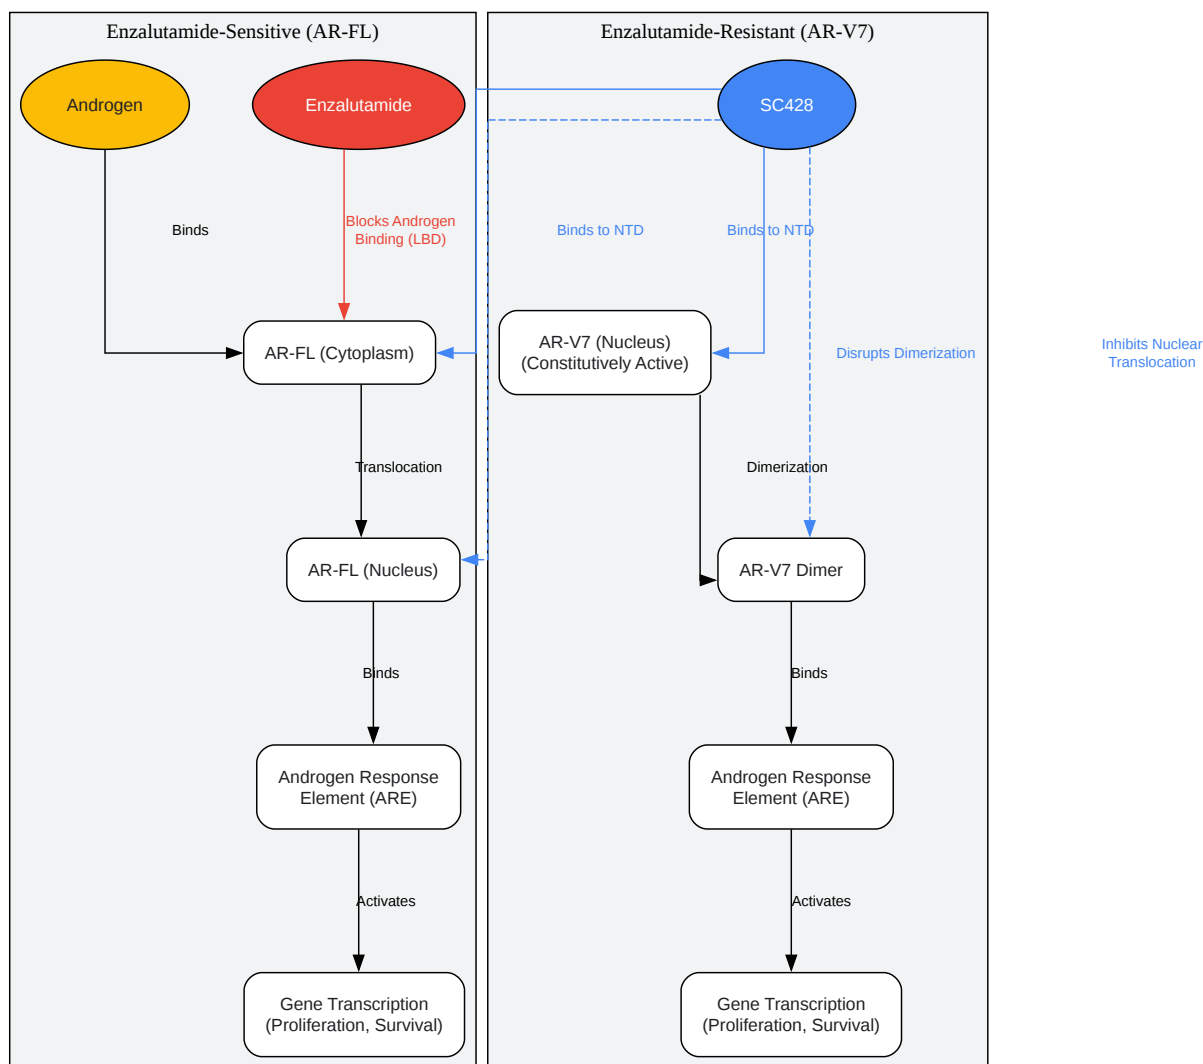 Enzalutamide-Sensitive (AR-FL)
Enzalutamide-Resistant (AR-V7)
Androgen
Enzalutamide
SC428
Binds
Blocks Androgen
Binding (LBD)
Binds to NTD
Binds to NTD
AR-FL (Cytoplasm)
AR-V7 (Nucleus)
(Constitutively Active)
Disrupts Dimerization
Inhibits Nuclear
Translocation
Translocation
Dimerization
AR-FL (Nucleus)
AR-V7 Dimer
Binds
Binds
Androgen Response
Element (ARE)
Androgen Response
Element (ARE)
Activates
Activates
Gene Transcription
(Proliferation, Survival)
Gene Transcription
(Proliferation, Survival)